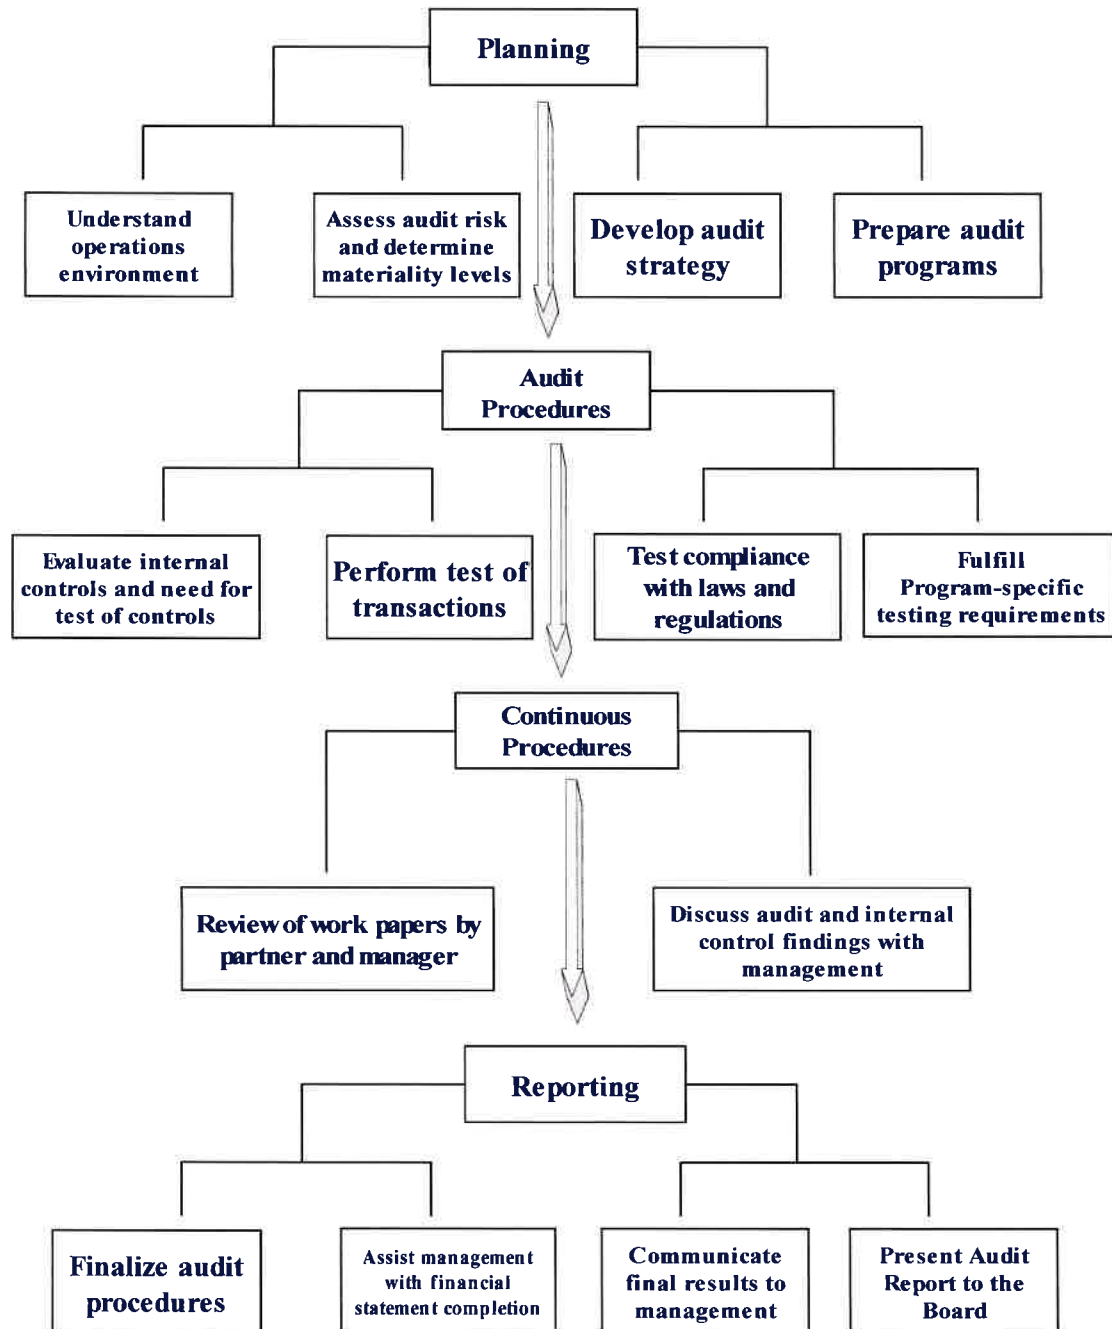 Planning
Understand
operations
environment
Assess audit risk
and determine
materiality levels
Develop audit
strategy
Prepare audit
programs
Audit
Procedures
Evaluate internal
controls and need for
test of controls
Perform test of
transactions
Test compliance
with laws and
regulations
Fulfill
Program-specific
testing requirements
Continuous
Procedures
Review of work papers by
partner and manager
Discuss audit and internal
control findings with
management
Reporting
Finalize audit
procedures
Assist management
with financial
statement completion
Communicate
final results to
management
Present Audit
Report to the
Board